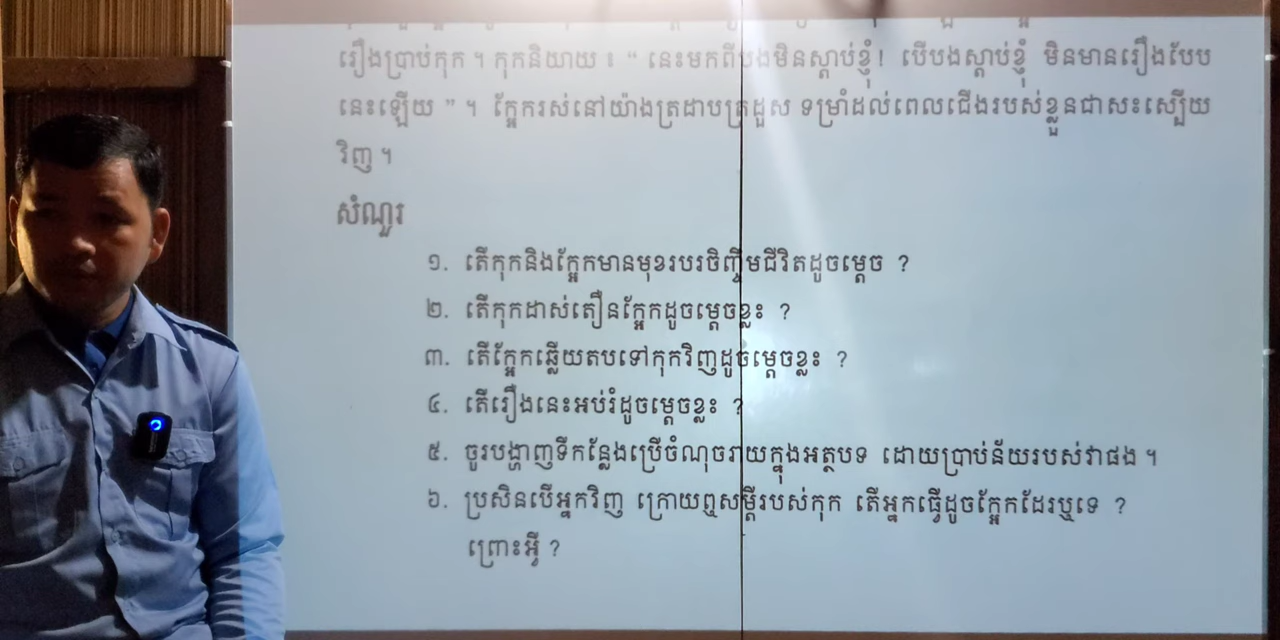 រឿងប្រាប់កុក ។ កុកនិយាយ ៖ “ នេះមកពីបងមិនស្ដាប់ខ្ញុំ! បើបងស្ដាប់ខ្ញុំ មិនមានរឿងបែប
នេះឡើយ ” ។ ក្អែករស់នៅយ៉ាងត្រដាបត្រដួស ទម្រាំដល់ពេលជើងរបស់ខ្លួនជាសះស្បើយ
វិញ ។
សំណួរ
១. តើកុកនិងក្អែកមានមុខរបរចិញ្ចឹមជីវិតដូចម្ដេច ?
២. តើកុកដាស់តឿនក្អែកដូចម្ដេចខ្លះ ?
៣. តើក្អែកឆ្លើយតបទៅកុកវិញដូចម្ដេចខ្លះ ?
៤. តើរឿងនេះអប់រំដូចម្ដេចខ្លះ ?
៥. ចូរបង្ហាញទីកន្លែងប្រើចំណុចរាយក្នុងអត្ថបទ ដោយប្រាប់ន័យរបស់វាផង ។
៦. ប្រសិនបើអ្នកវិញ ក្រោយឮសម្ដីរបស់កុក តើអ្នកធ្វើដូចក្អែកដែរឬទេ ?
ព្រោះអ្វី ?